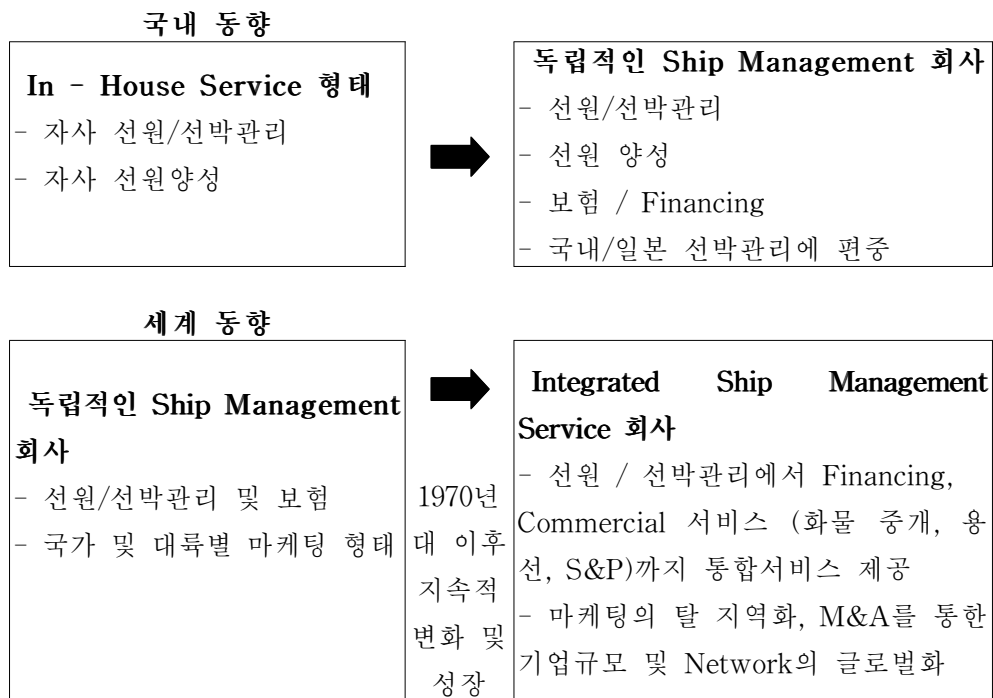 국내 동향
In - House Service 형태
- 자사 선원/선박관리
- 자사 선원양성
독립적인 Ship Management 회사
- 선원/선박관리
- 선원 양성
- 보험 / Financing
- 국내/일본 선박관리에 편중
세계 동향
독립적인 Ship Management
회사
- 선원/선박관리 및 보험
- 국가 및 대륙별 마케팅 형태
1970년
대 이후
지속적
변화 및
성장
Integrated Ship Management
Service 회사
- 선원 / 선박관리에서 Financing,
Commercial 서비스 (화물 중개, 용
선, S&P)까지 통합서비스 제공
- 마케팅의 탈 지역화, M&A를 통한
기업규모 및 Network의 글로벌화